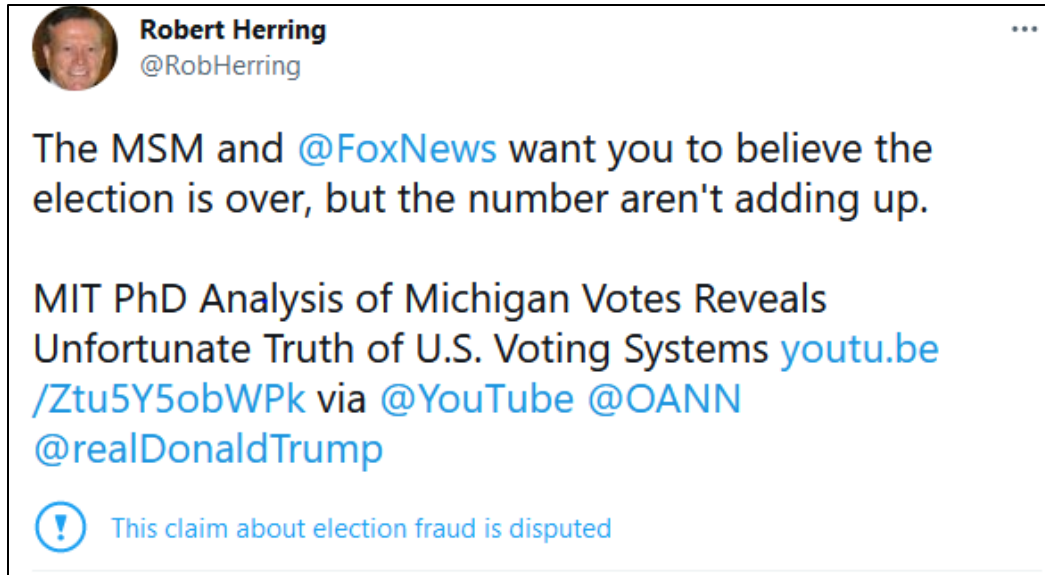 Robert Herring
@RobHerring
The MSM and @FoxNews want you to believe the
election is over, but the number aren't adding up.
MIT PhD Analysis of Michigan Votes Reveals
Unfortunate Truth of U.S. Voting Systems youtu.be
/Ztu5Y5obWPk via @YouTube @OANN
@realDonaldTrump
This claim about election fraud is disputed